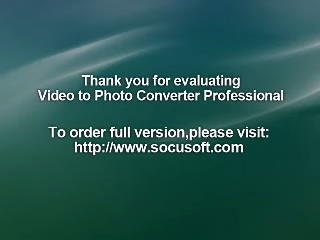 Thank you for evaluating
Video to Photo Converter Professional
To order full version,please visit:
http://www.socusoft.com